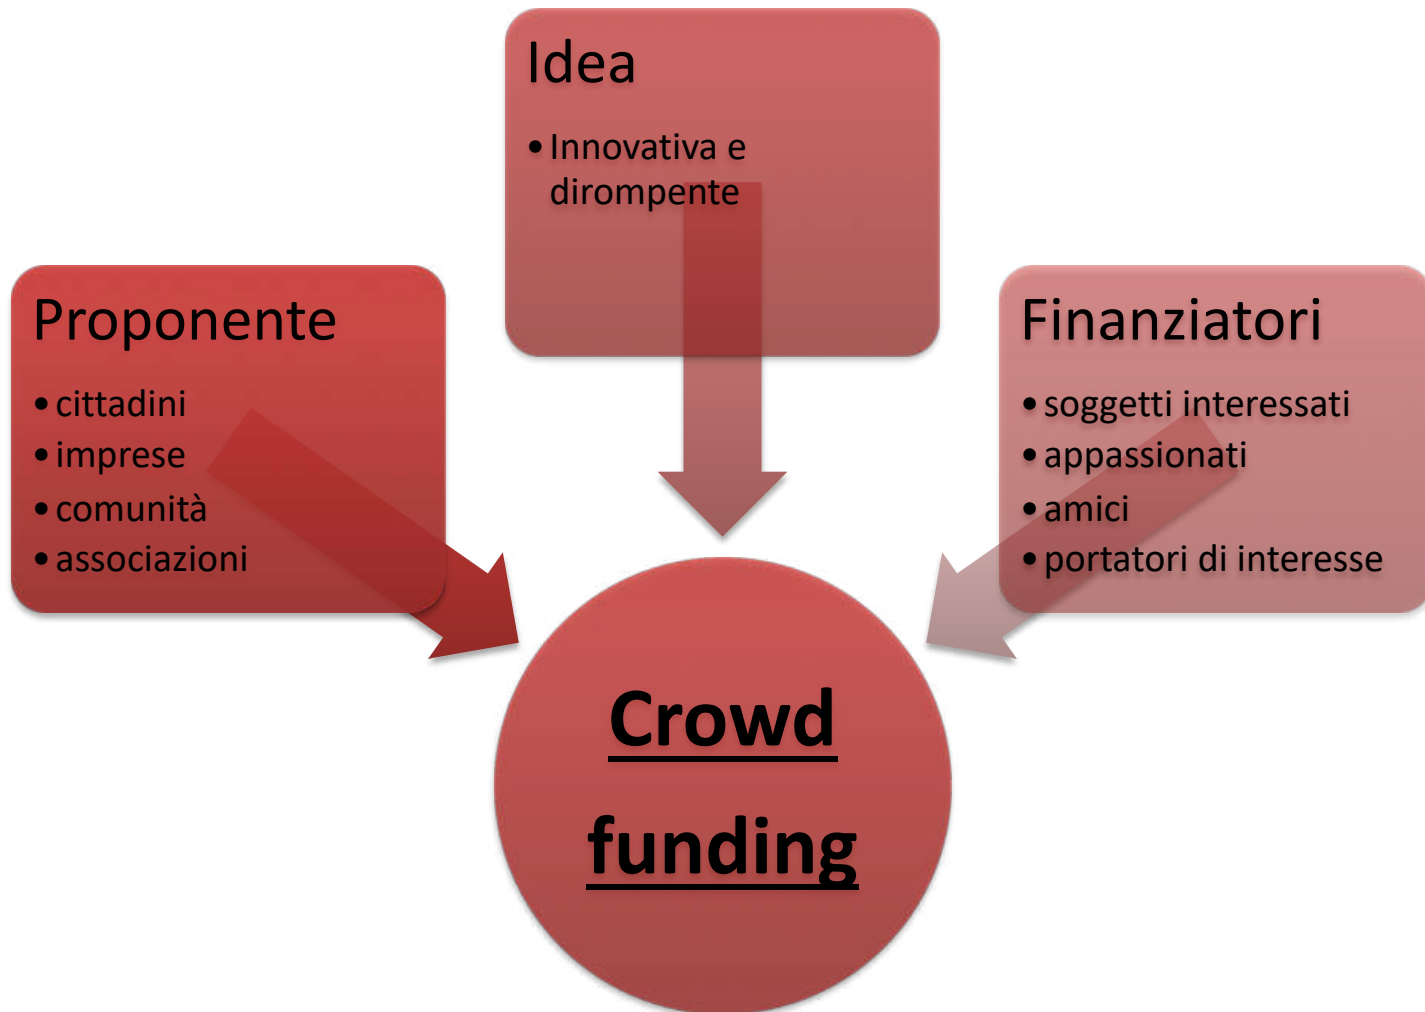 Idea
• Innovativa e
dirompente
Proponente
• cittadini
• imprese
• comunità
• associazioni
Finanziatori
• soggetti interessati
• appassionati
• amici
• portatori di interesse
Crowd
funding